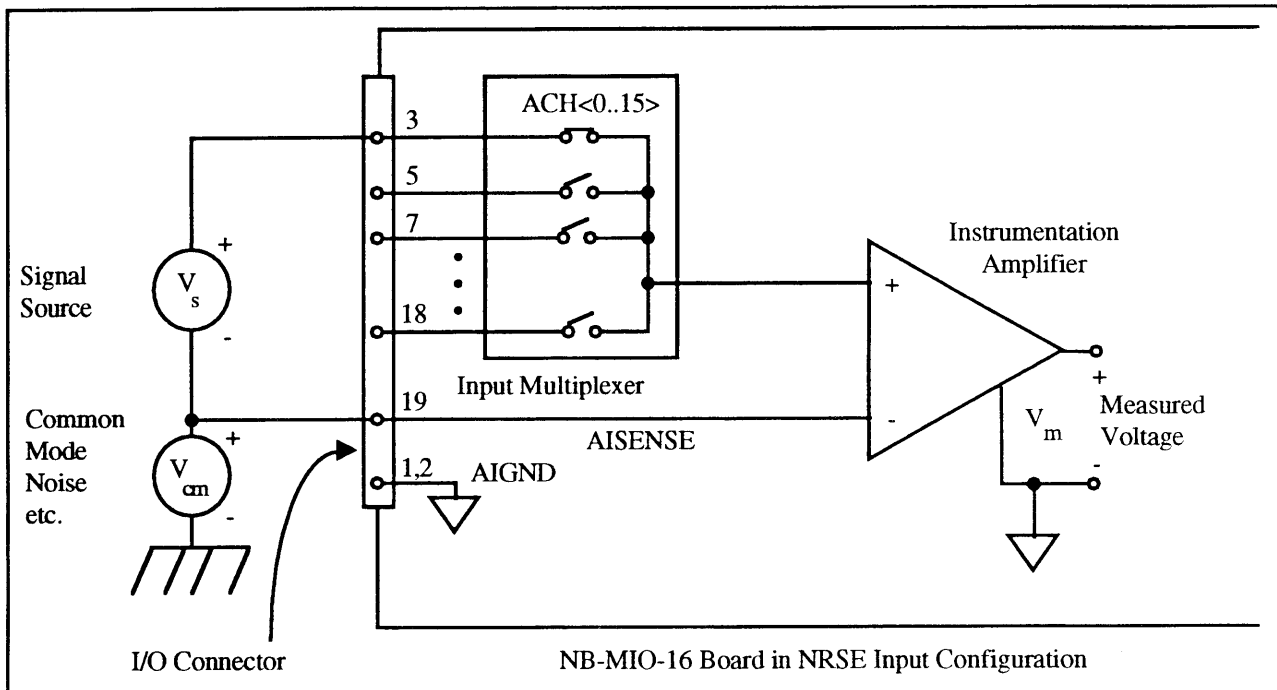 ACH<0..15>
3
5
7
18
Input Multiplexer
19
AISENSE
1,2
AIGND
Signal
Source
+
V
s
-
Common
Mode
Noise
etc.
+
V
cm
-
Instrumentation
Amplifier
+
-
+
Measured
Voltage
-
V
m
I/O Connector
NB-MIO-16 Board in NRSE Input Configuration